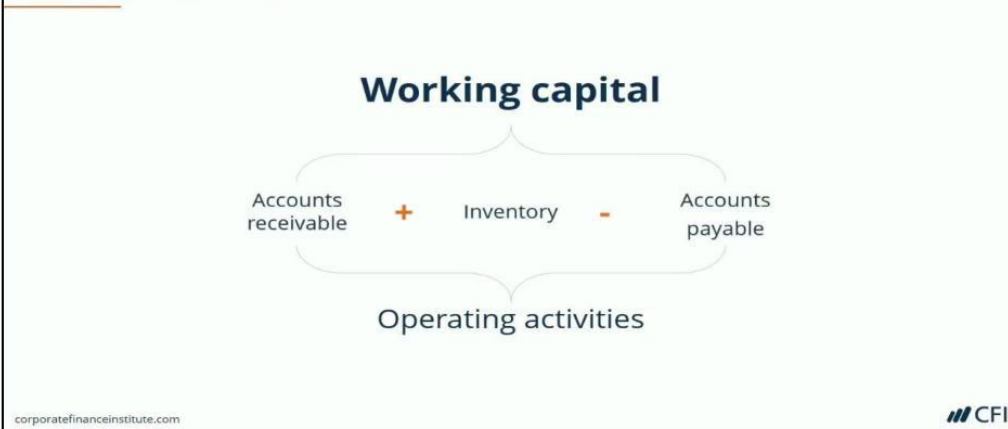 Working capital
Accounts
receivable
+
Inventory
-
Accounts
payable
Operating activities
corporatefinanceinstitute.com
CFI